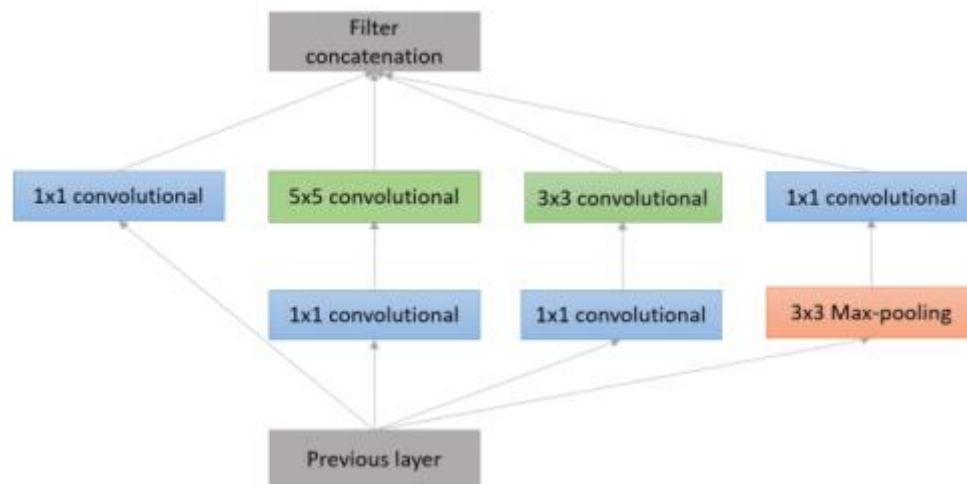 Filter
concatenation
1x1 convolutional
5x5 convolutional
3x3 convolutional
1x1 convolutional
1x1 convolutional
1x1 convolutional
3x3 Max-pooling
Previous layer